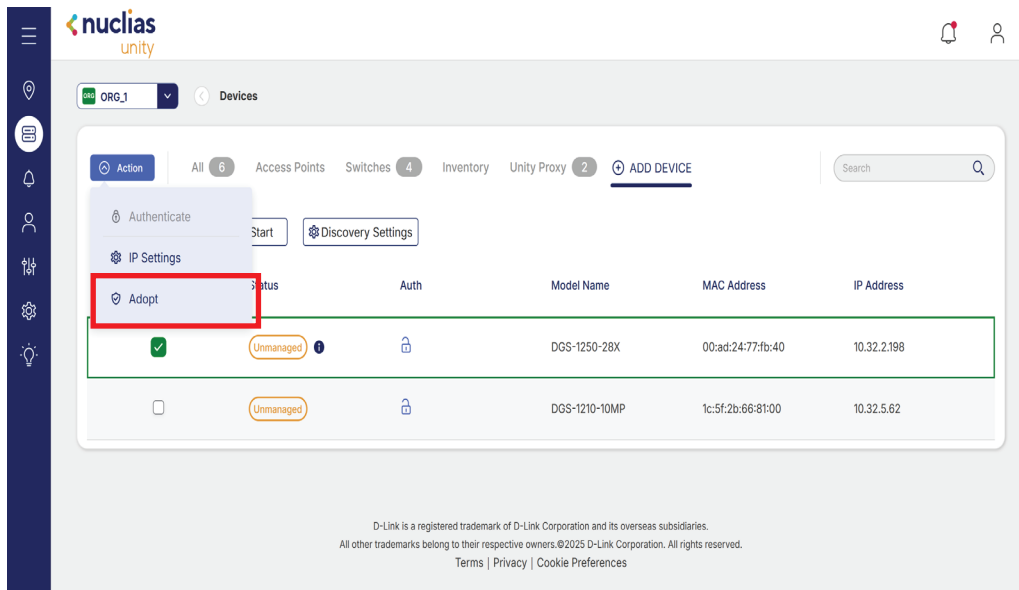 nuclias
unity
ORG ORG_1
Devices
Action
All 6
Access Points
Switches 4
Inventory
Unity Proxy 2
ADD DEVICE
Search
Authenticate
IP Settings
Adopt
Start
Discovery Settings
Status Auth Model Name MAC Address IP Address
Unmanaged DGS-1250-28X 00:ad:24:77:fb:40 10.32.2.198
Unmanaged DGS-1210-10MP 1c:5f:2b:66:81:00 10.32.5.62
D-Link is a registered trademark of D-Link Corporation and its overseas subsidiaries.
All other trademarks belong to their respective owners.©2025 D-Link Corporation. All rights reserved.
Terms | Privacy | Cookie Preferences